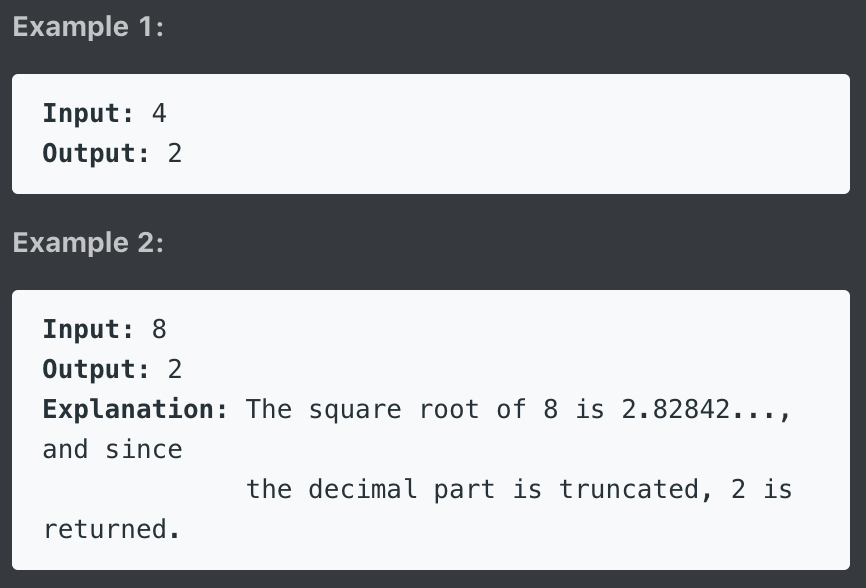 Example 1:
Input: 4
Output: 2
Example 2:
Input: 8
Output: 2
Explanation: The square root of 8 is 2.82842...,
and since
the decimal part is truncated, 2 is
returned.